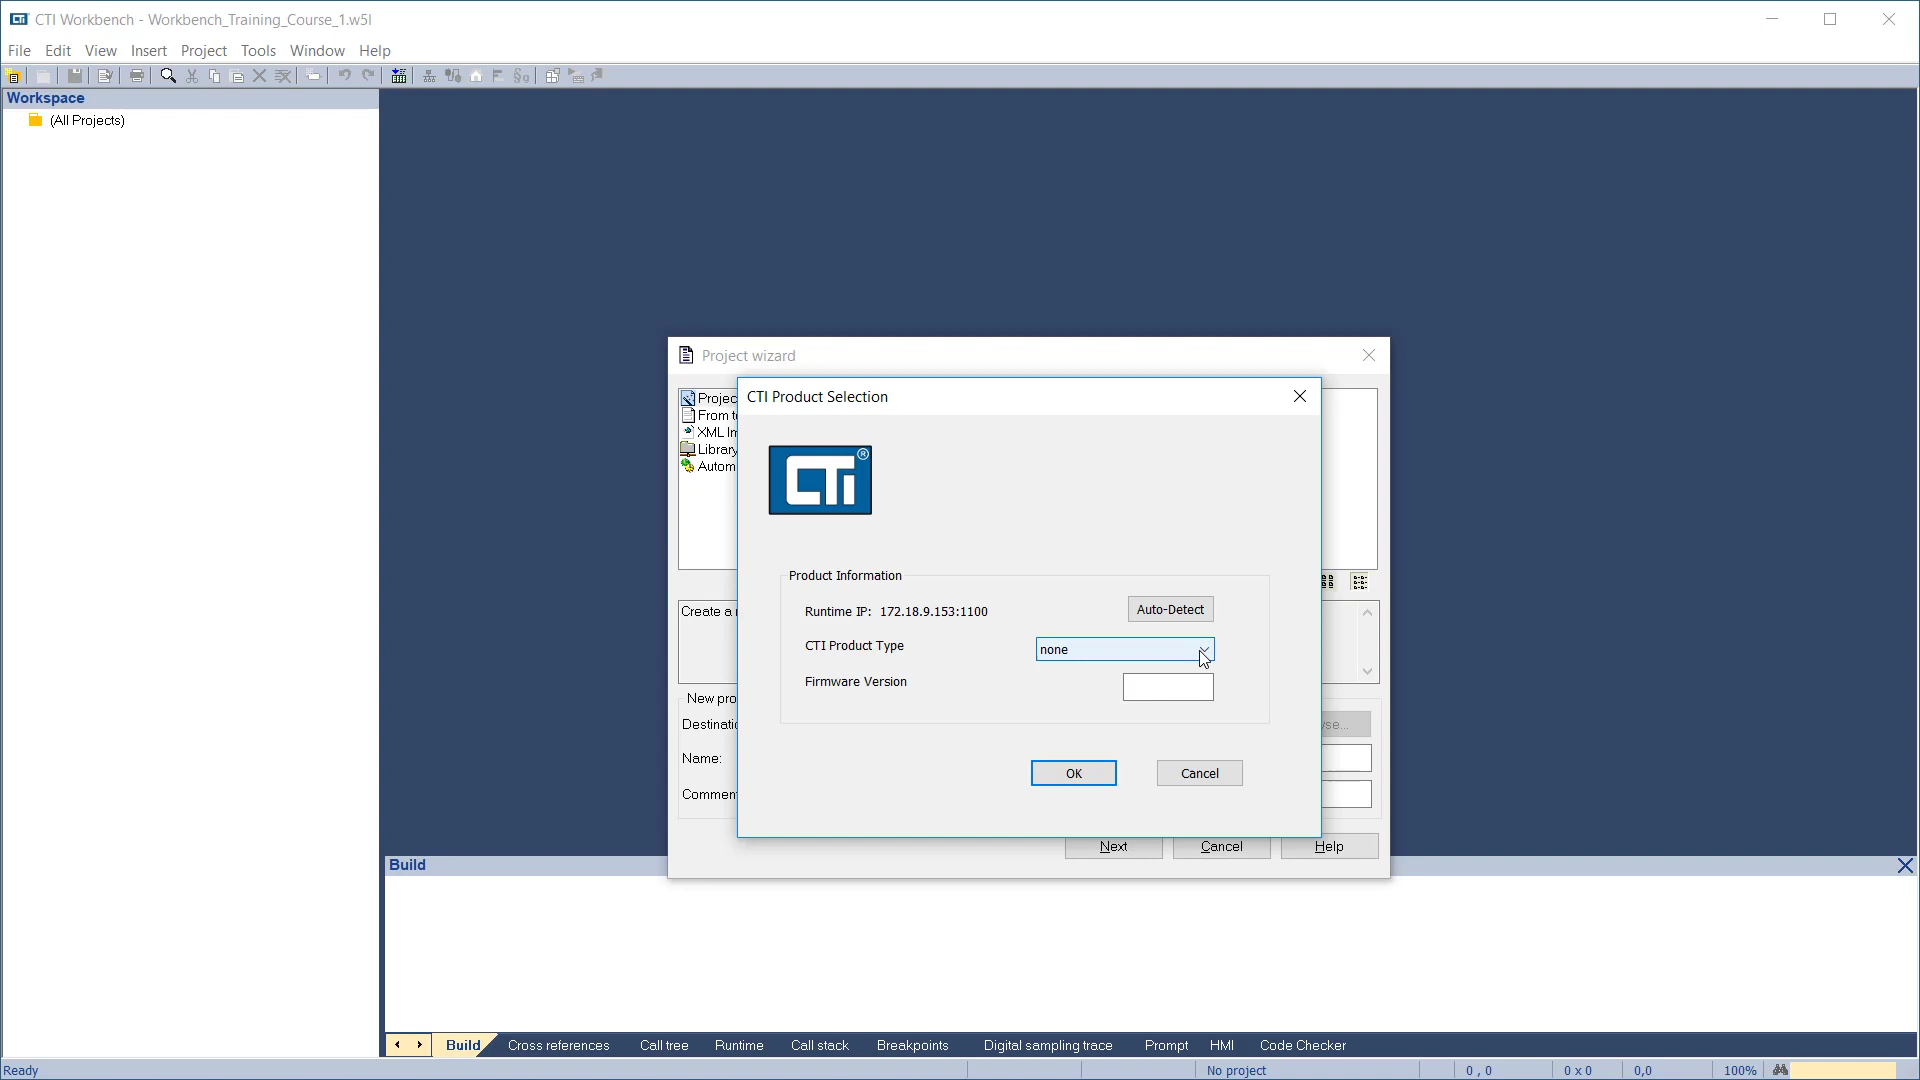 CTI Workbench - Workbench_Training_Course_1.w5l
File Edit View Insert Project Tools Window Help
Workspace
(All Projects)
Project wizard
CTI Product Selection
Projec
From t
XML Im
Library
Autom
CTi ®
Product Information
Create a
Runtime IP: 172.18.9.153:1100
Auto-Detect
CTI Product Type
none
Firmware Version
New pro
Destinati
Name:
Commen
OK
Cancel
Next
Cancel
Help
Build
Build Cross references Call tree Runtime Call stack Breakpoints Digital sampling trace Prompt HMI Code Checker
Ready No project 0 , 0 0 x 0 0,0 100%